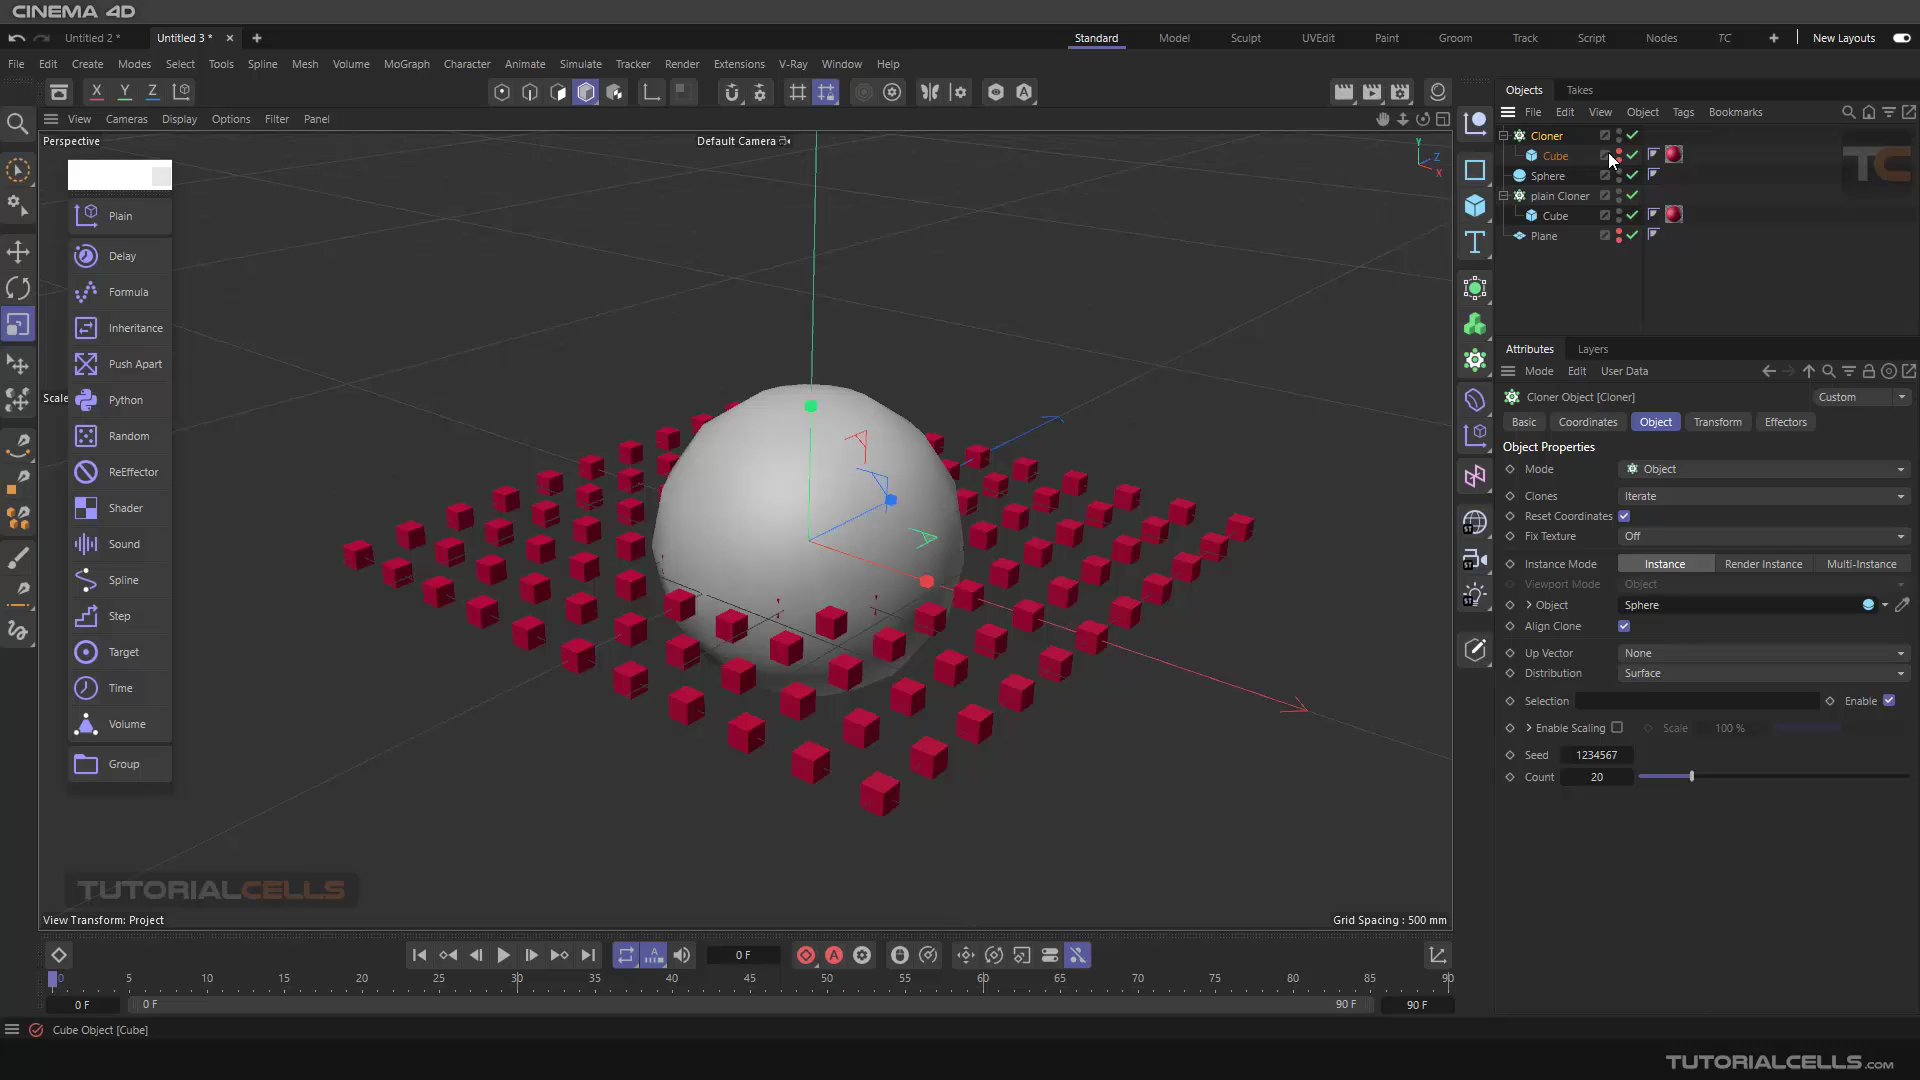 CINEMA 4D
Untitled 2 *
Untitled 3 *
Standard
Model
Sculpt
UVEdit
Paint
Groom
Track
Script
Nodes
TC
New Layouts
File Edit Create Modes Select Tools Spline Mesh Volume MoGraph Character Animate Simulate Tracker Render Extensions V-Ray Window Help
X Y Z
View Cameras Display Options Filter Panel
Perspective
Default Camera
Y
Z
X
Plain
Delay
Formula
Inheritance
Push Apart
Scale
Python
Random
ReEffector
Shader
Sound
Spline
Step
Target
Time
Volume
Group
TUTORIALCELLS
View Transform: Project
Grid Spacing : 500 mm
Objects Takes
File Edit View Object Tags Bookmarks
Cloner
Cube
Sphere
plain Cloner
Cube
Plane
TC
Attributes Layers
Mode Edit User Data
Cloner Object [Cloner]
Custom
Basic Coordinates Object Transform Effectors
Object Properties
Mode Object
Clones Iterate
Reset Coordinates
Fix Texture Off
Instance Mode Instance Render Instance Multi-Instance
Viewport Mode Object
Object Sphere
Align Clone
Up Vector None
Distribution Surface
Selection Enable
Enable Scaling Scale 100 %
Seed 1234567
Count 20
0 F
0 5 10 15 20 25 30 35 40 45 50 55 60 65 70 75 80 85 90
0 F 0 F 90 F 90 F
Cube Object [Cube]
TUTORIALCELLS.com